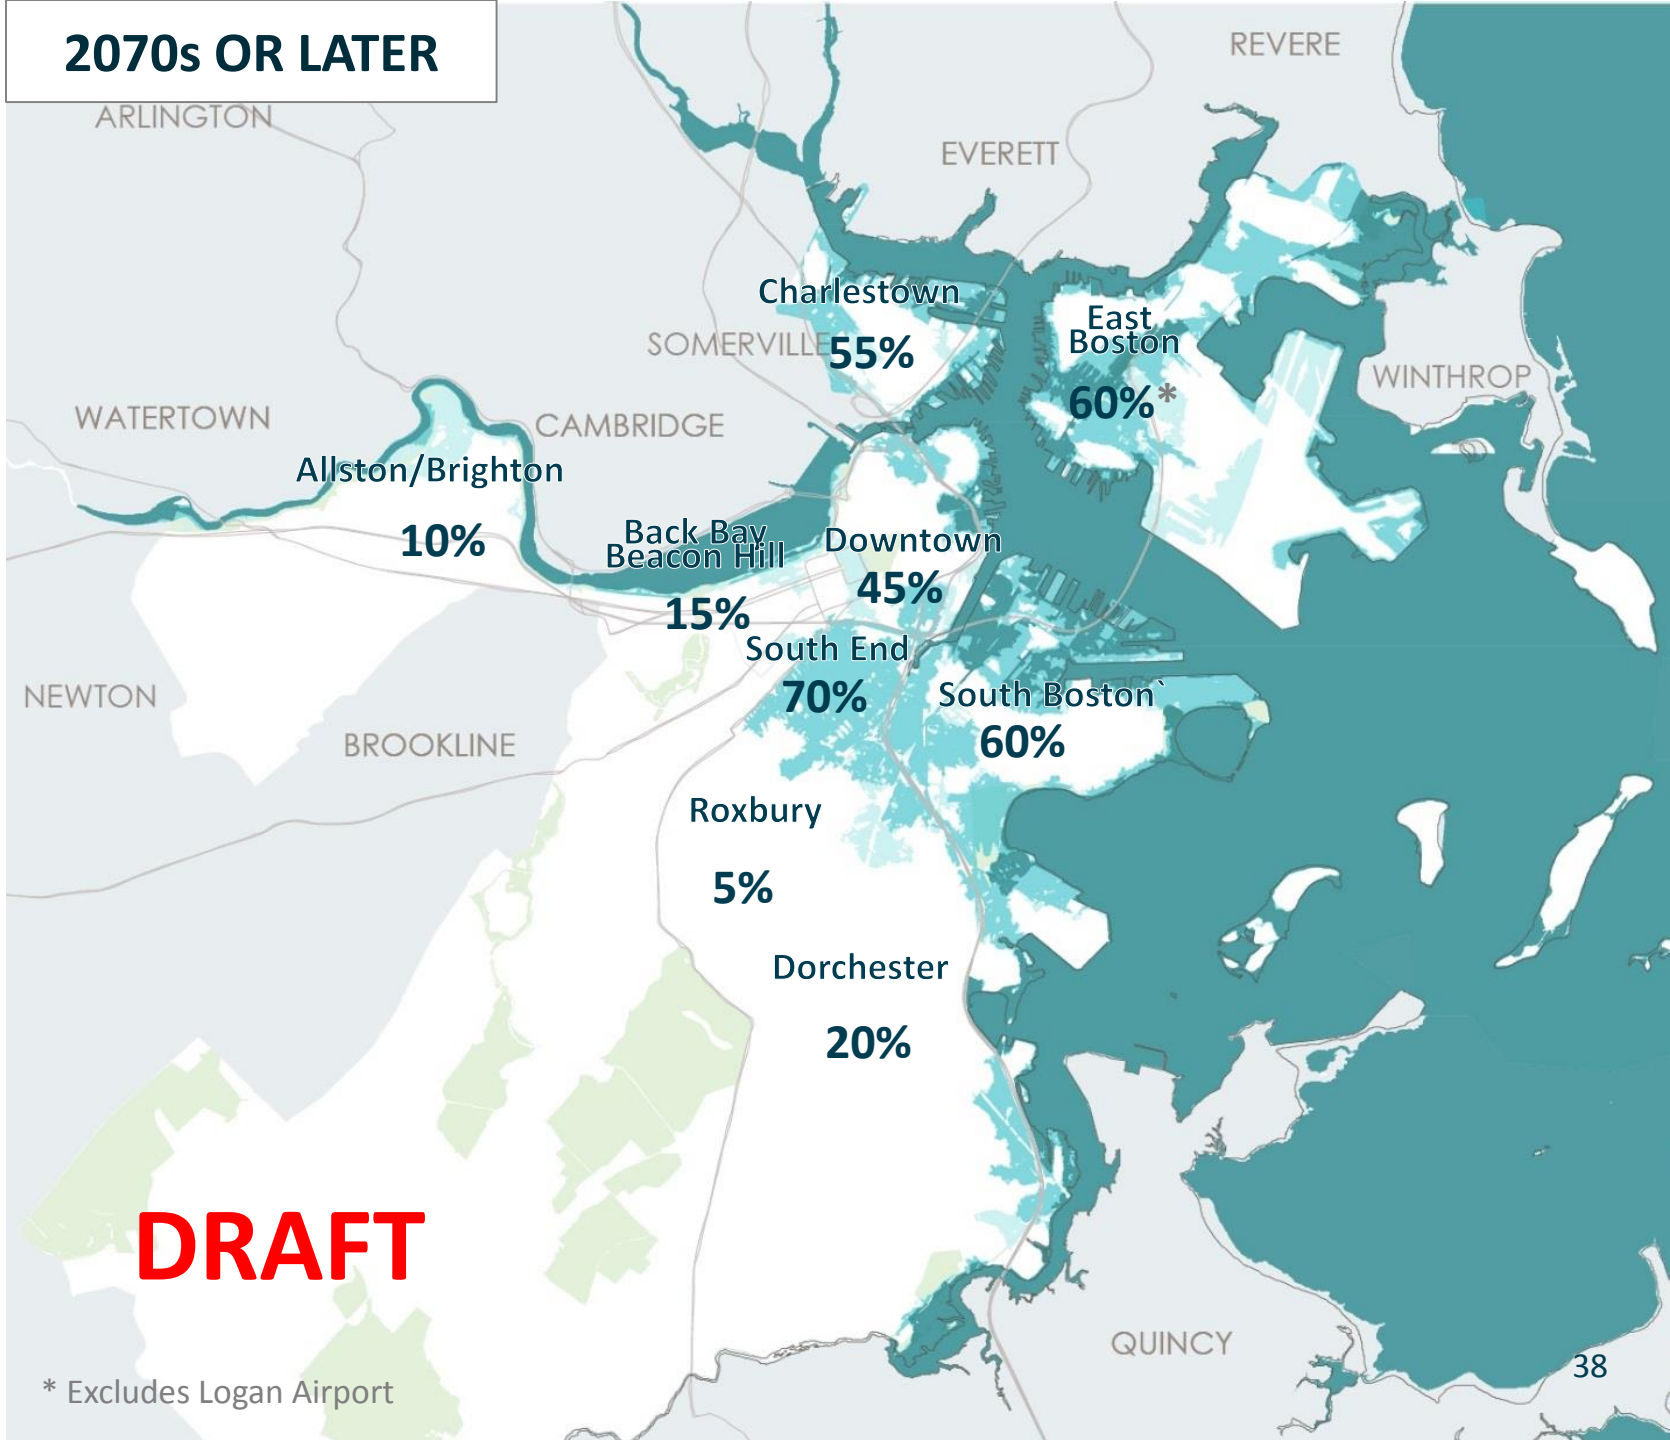 2070s OR LATER
REVERE
ARLINGTON
EVERETT
Charlestown
55%
SOMERVILLE
East
Boston
60%*
WINTHROP
WATERTOWN
CAMBRIDGE
Allston/Brighton
10%
Back Bay
Beacon Hill
15%
Downtown
45%
South End
70%
South Boston`
60%
NEWTON
BROOKLINE
Roxbury
5%
Dorchester
20%
DRAFT
QUINCY
38
* Excludes Logan Airport